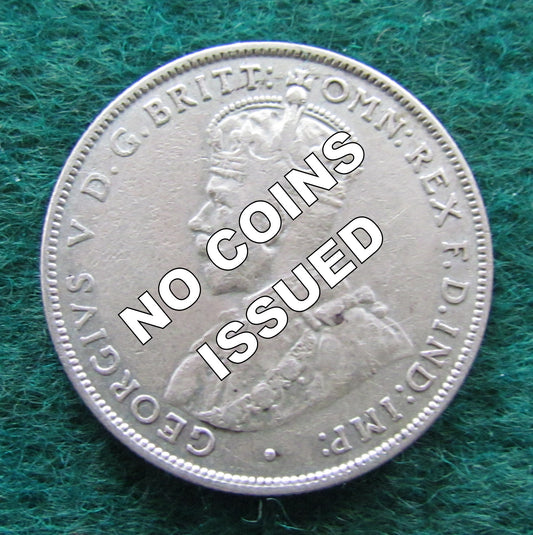 GEORGIVS V D.G. BRITT: OMN: REX F.D. IND: IMP:
NO COINS
ISSUED